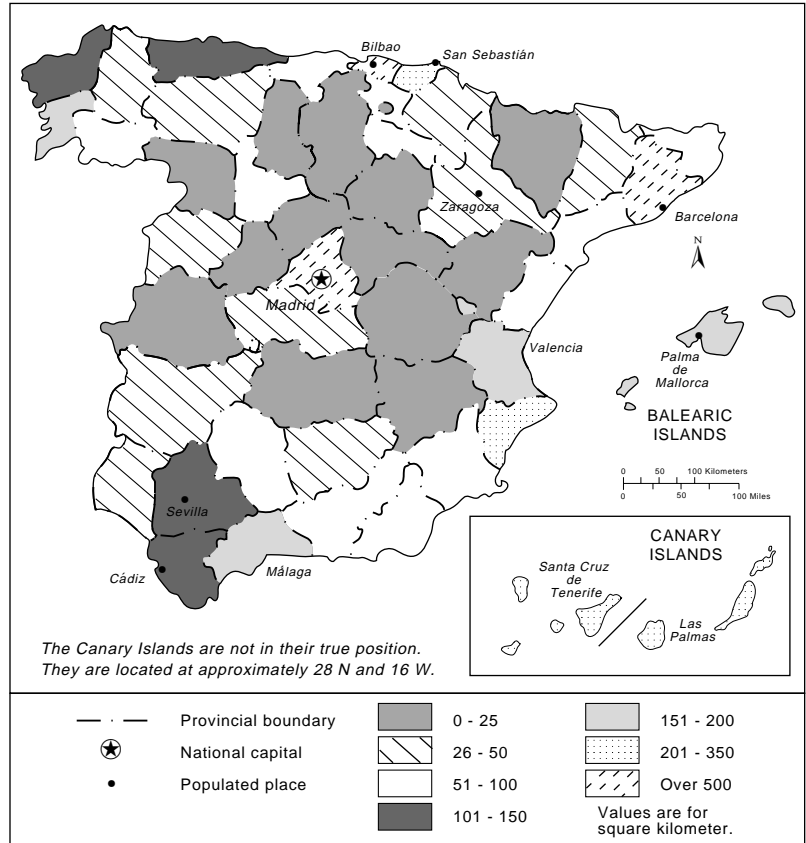 Bilbao
San Sebastián
Zaragoza
Barcelona
N
Madrid
Valencia
Palma
de
Mallorca
BALEARIC
ISLANDS
0 50 100 Kilometers
0 50 100 Miles
Sevilla
Cádiz
Málaga
CANARY
ISLANDS
Santa Cruz
de
Tenerife
Las
Palmas
The Canary Islands are not in their true position.
They are located at approximately 28 N and 16 W.
Provincial boundary
National capital
Populated place
0 - 25
26 - 50
51 - 100
101 - 150
151 - 200
201 - 350
Over 500
Values are for
square kilometer.